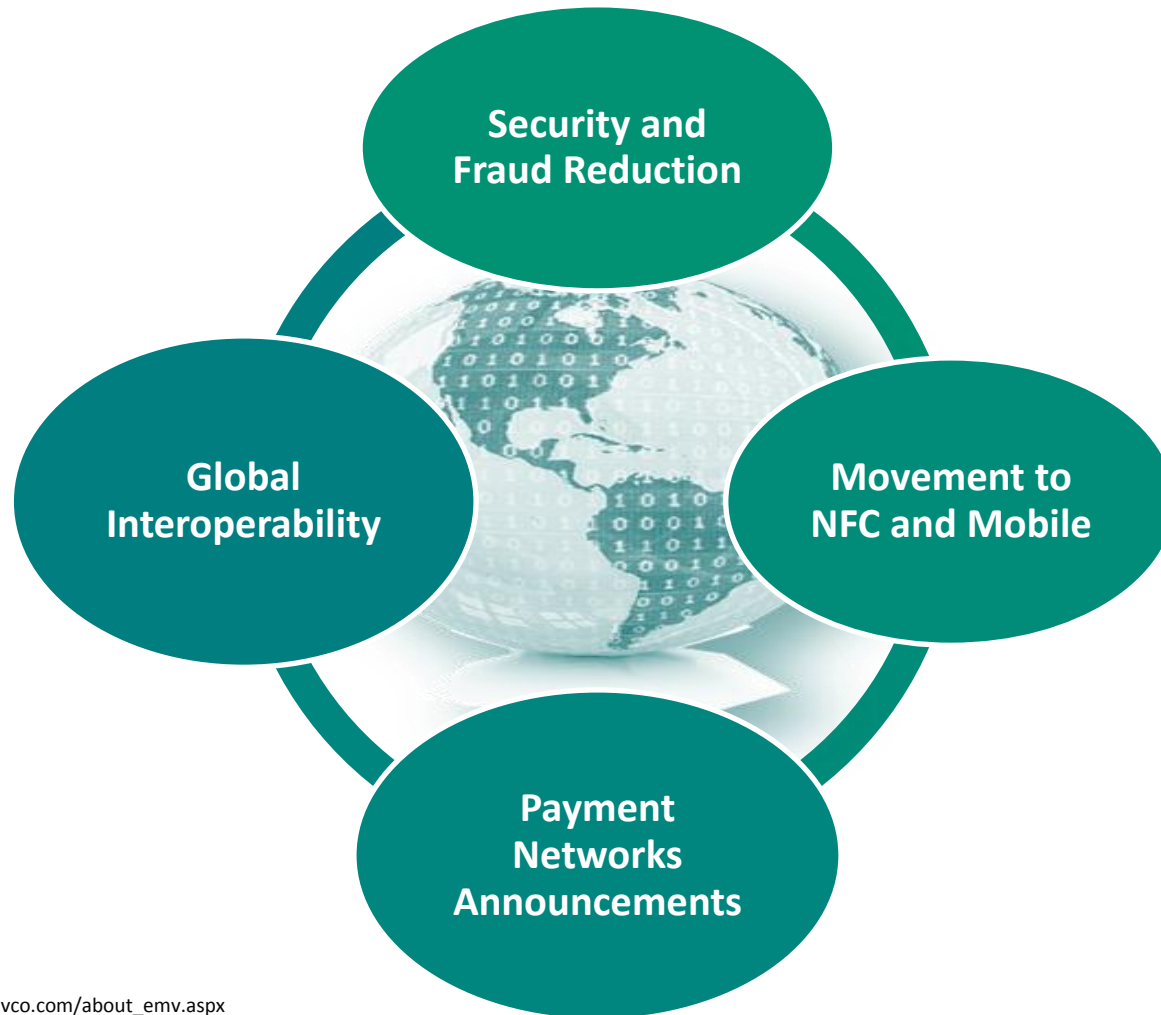 Security and
Fraud Reduction
Global
Interoperability
Movement to
NFC and Mobile
Payment
Networks
Announcements
vco.com/about_emv.aspx